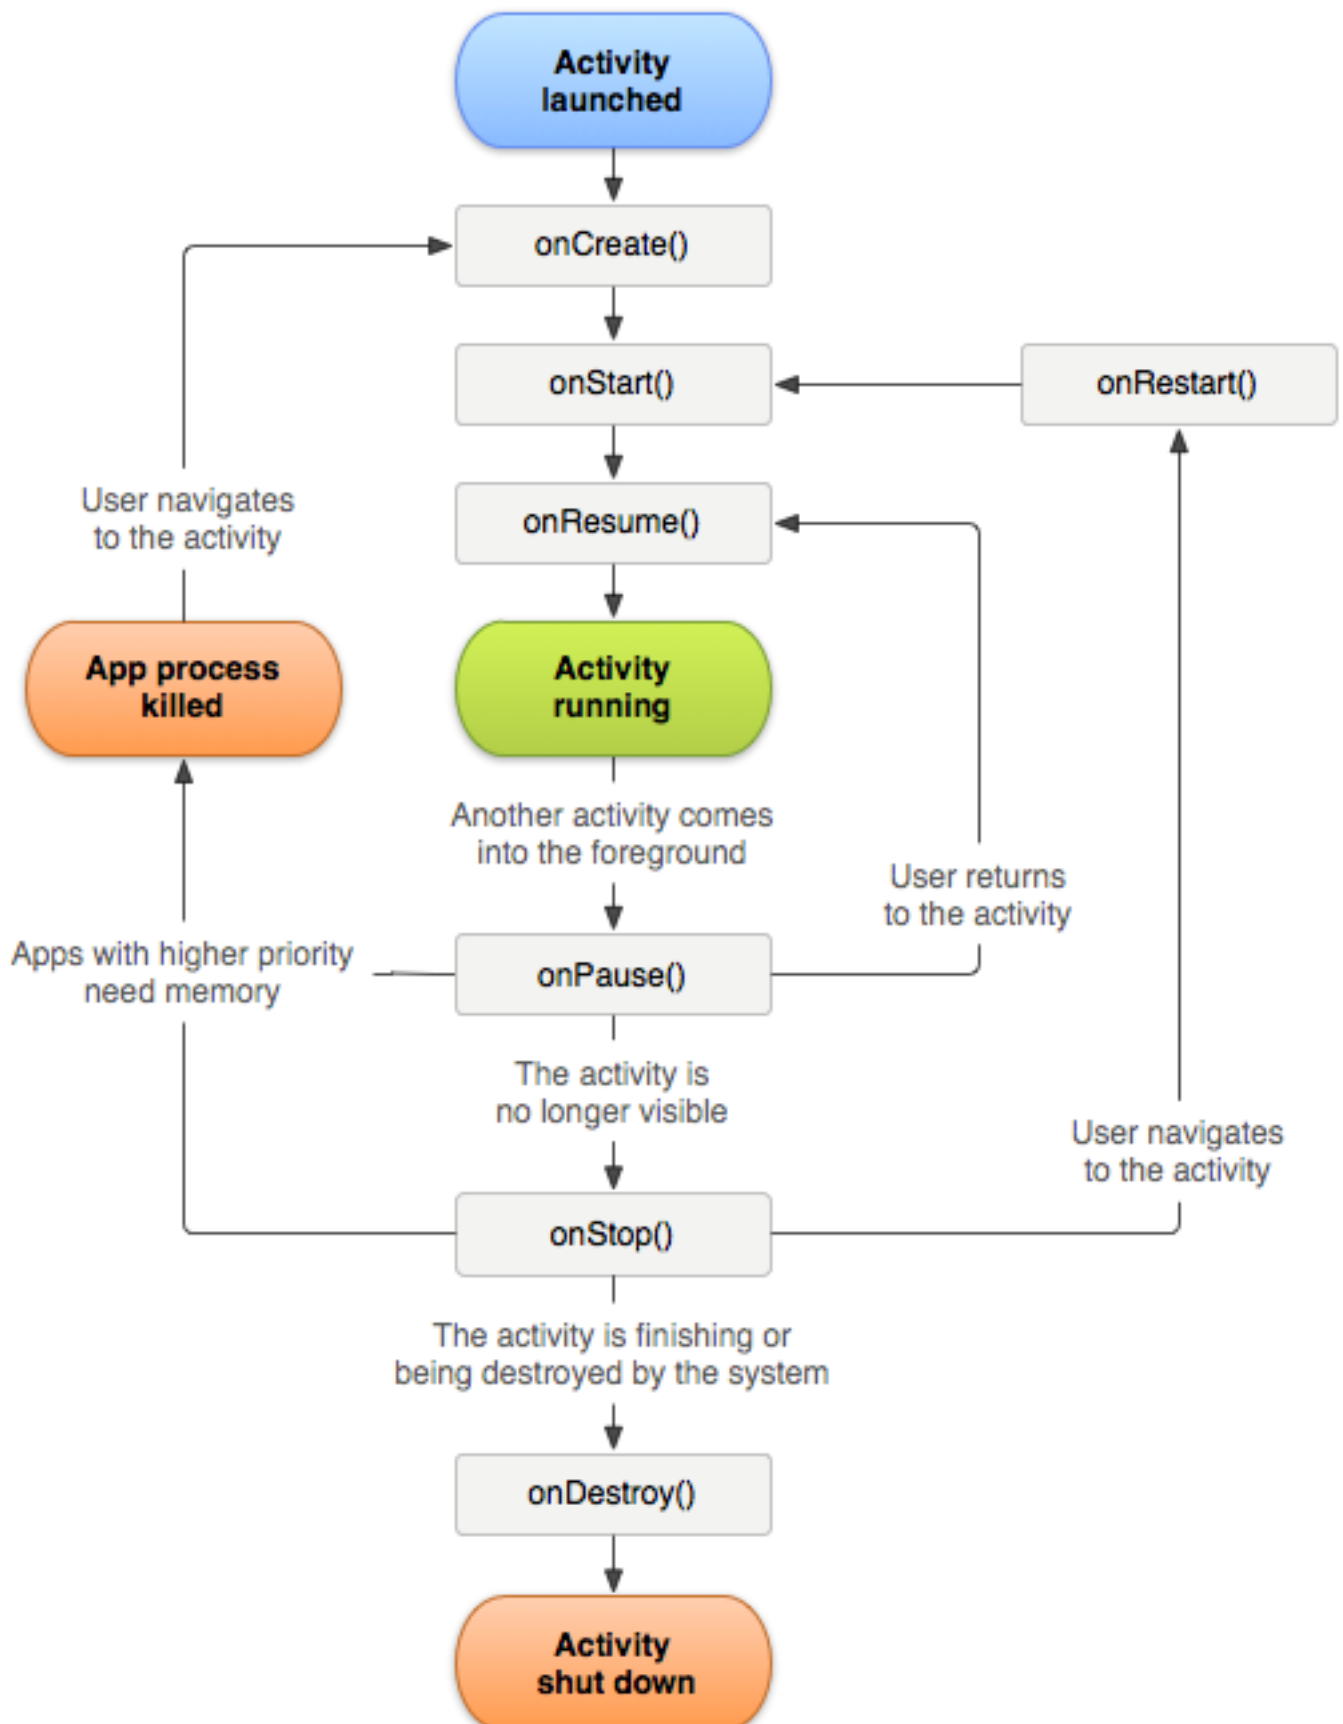 Activity
launched
onCreate()
onStart()
onRestart()
onResume()
User navigates
to the activity
App process
killed
Activity
running
Another activity comes
into the foreground
User returns
to the activity
Apps with higher priority
need memory
onPause()
The activity is
no longer visible
User navigates
to the activity
onStop()
The activity is finishing or
being destroyed by the system
onDestroy()
Activity
shut down